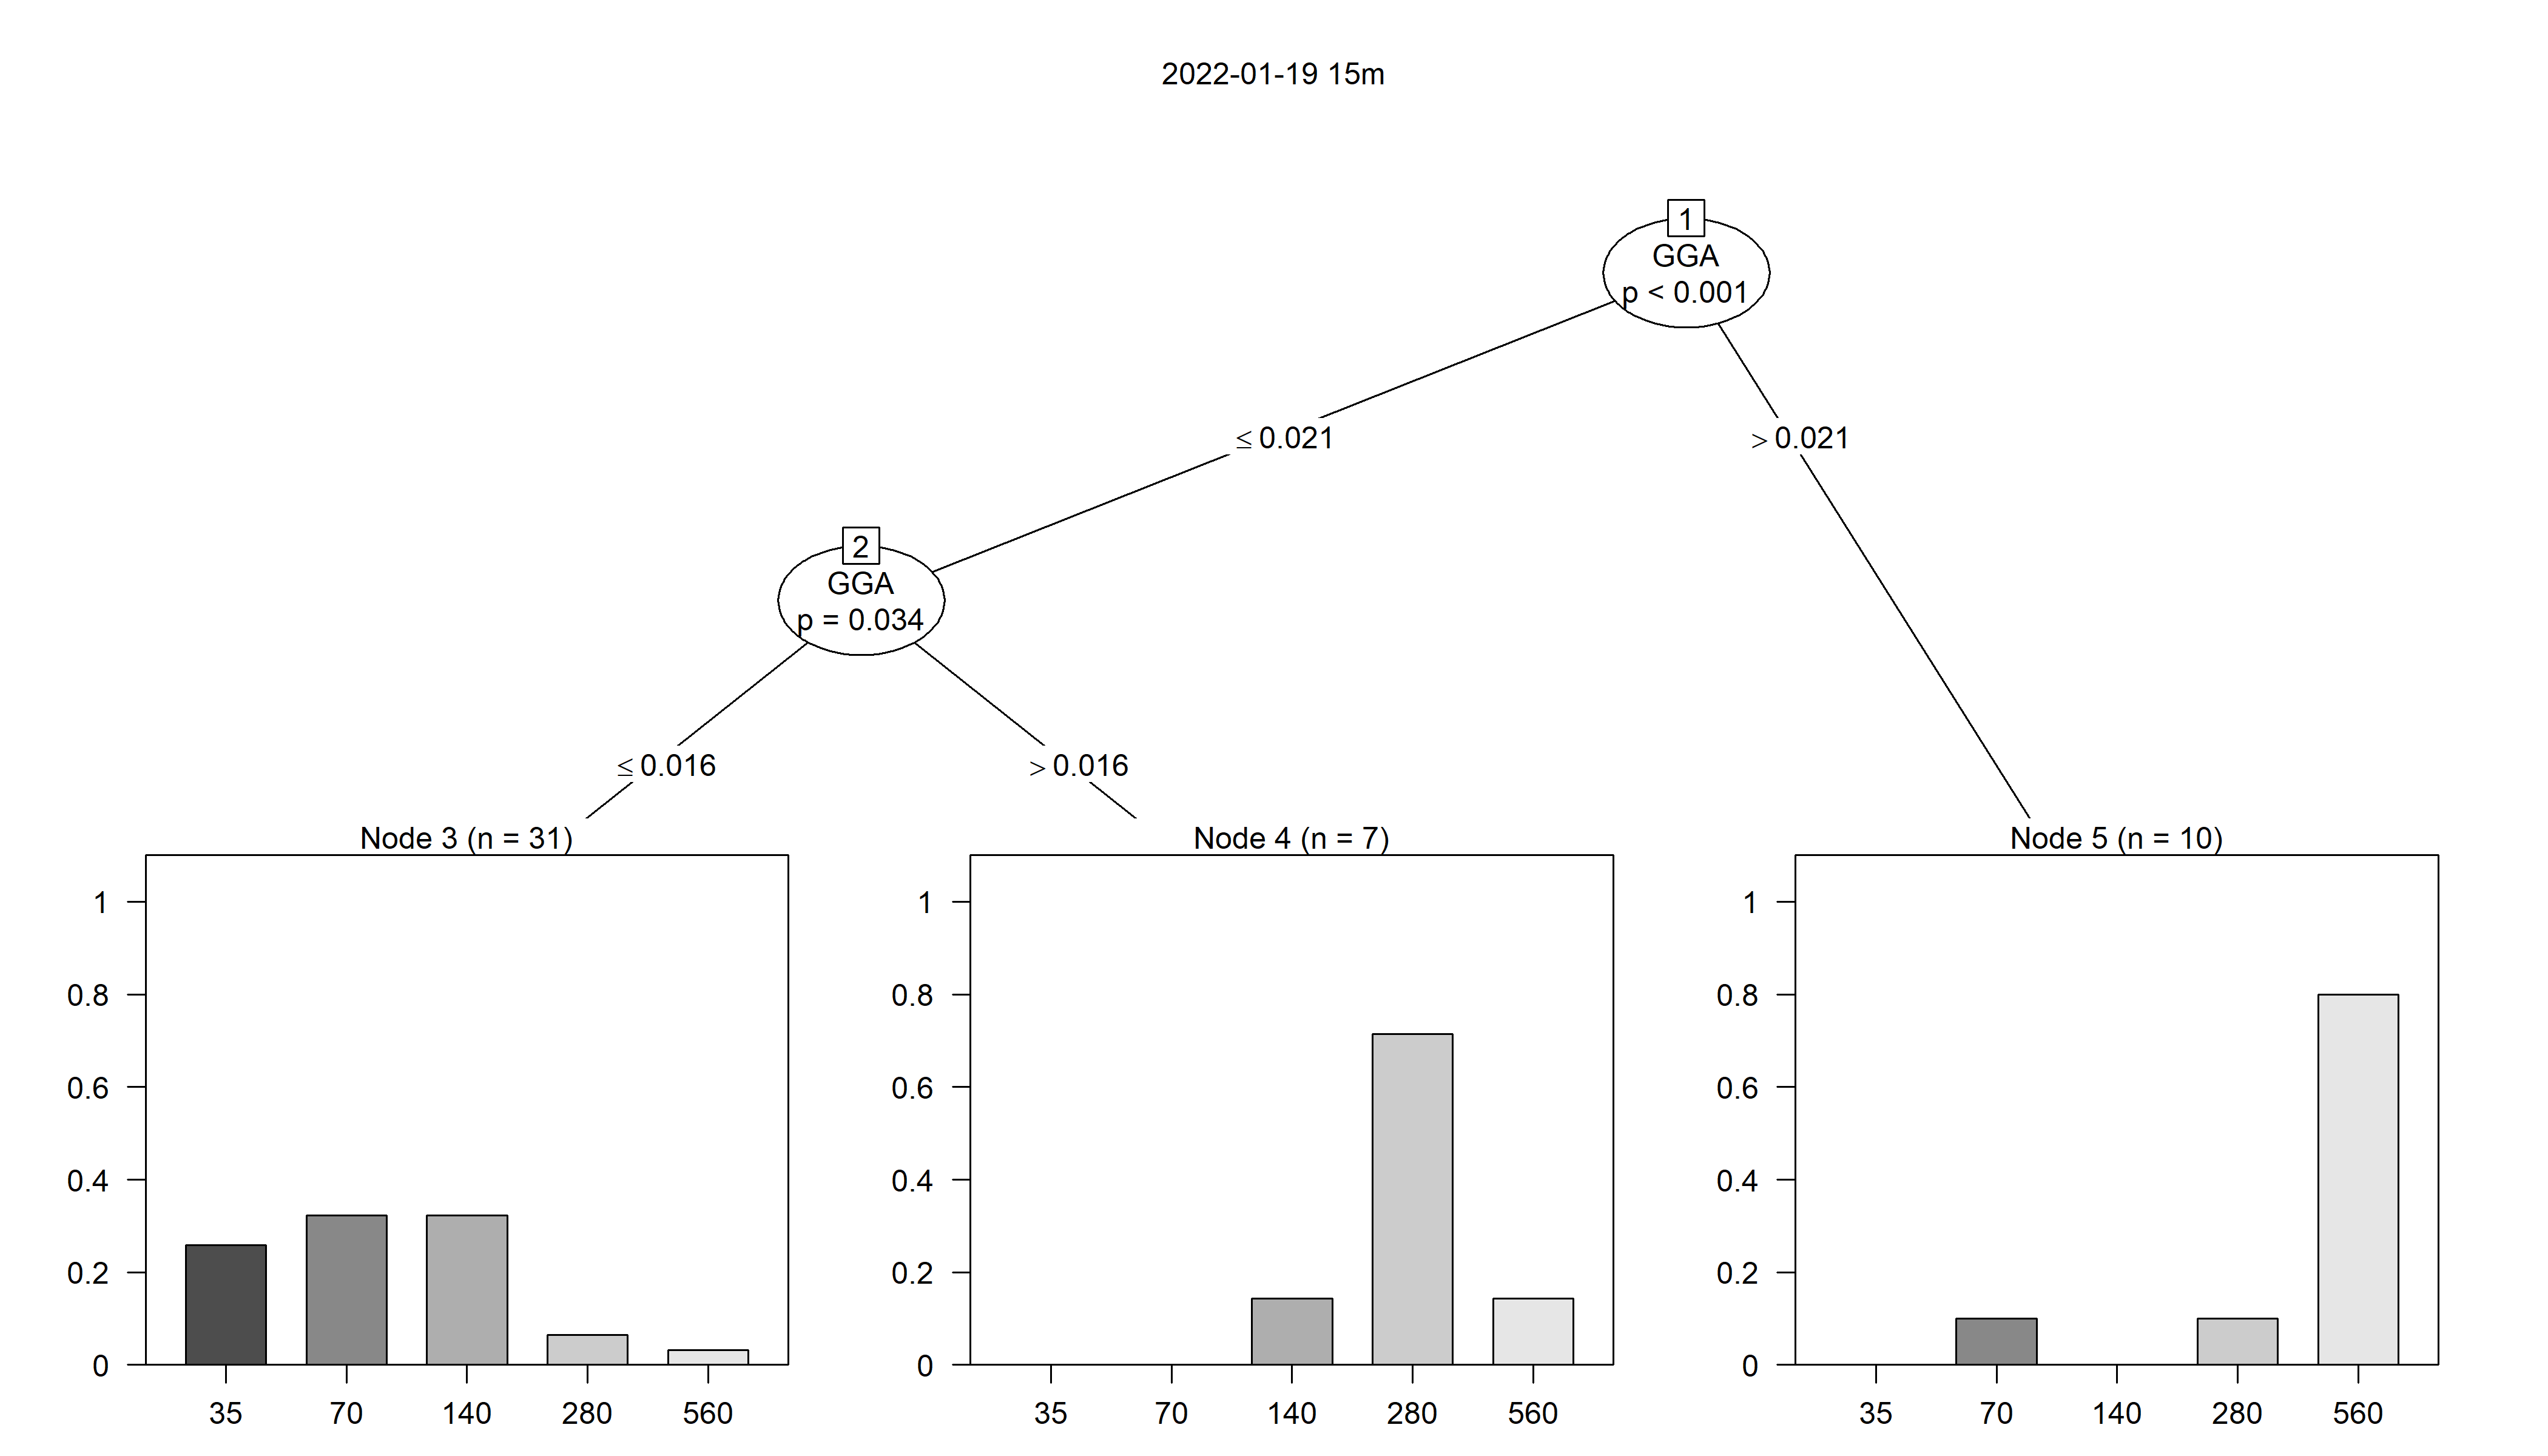 2022-01-19 15m
1
GGA
p < 0.001
≤ 0.021
> 0.021
2
GGA
p = 0.034
≤ 0.016
> 0.016
Node 3 (n = 31)
1
0.8
0.6
0.4
0.2
0
35 70 140 280 560
Node 4 (n = 7)
1
0.8
0.6
0.4
0.2
0
35 70 140 280 560
Node 5 (n = 10)
1
0.8
0.6
0.4
0.2
0
35 70 140 280 560